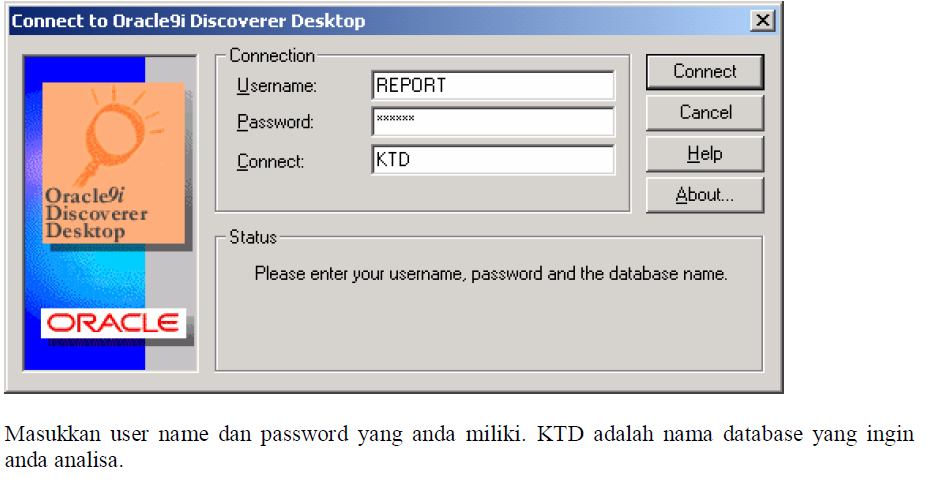 Connect to Oracle9i Discoverer Desktop
Connection
Username:
REPORT
Password:
******
Connect:
KTD
Connect
Cancel
Help
About...
Oracle9i
Discoverer
Desktop
ORACLE
Status
Please enter your username, password and the database name.
Masukkan user name dan password yang anda miliki. KTD adalah nama database yang ingin
anda analisa.